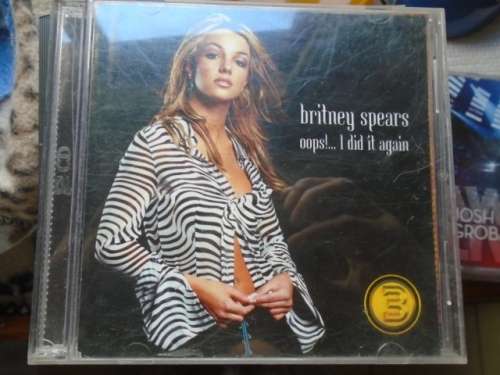 britney spears
oops!... I did it again
B
JOSH
GROB